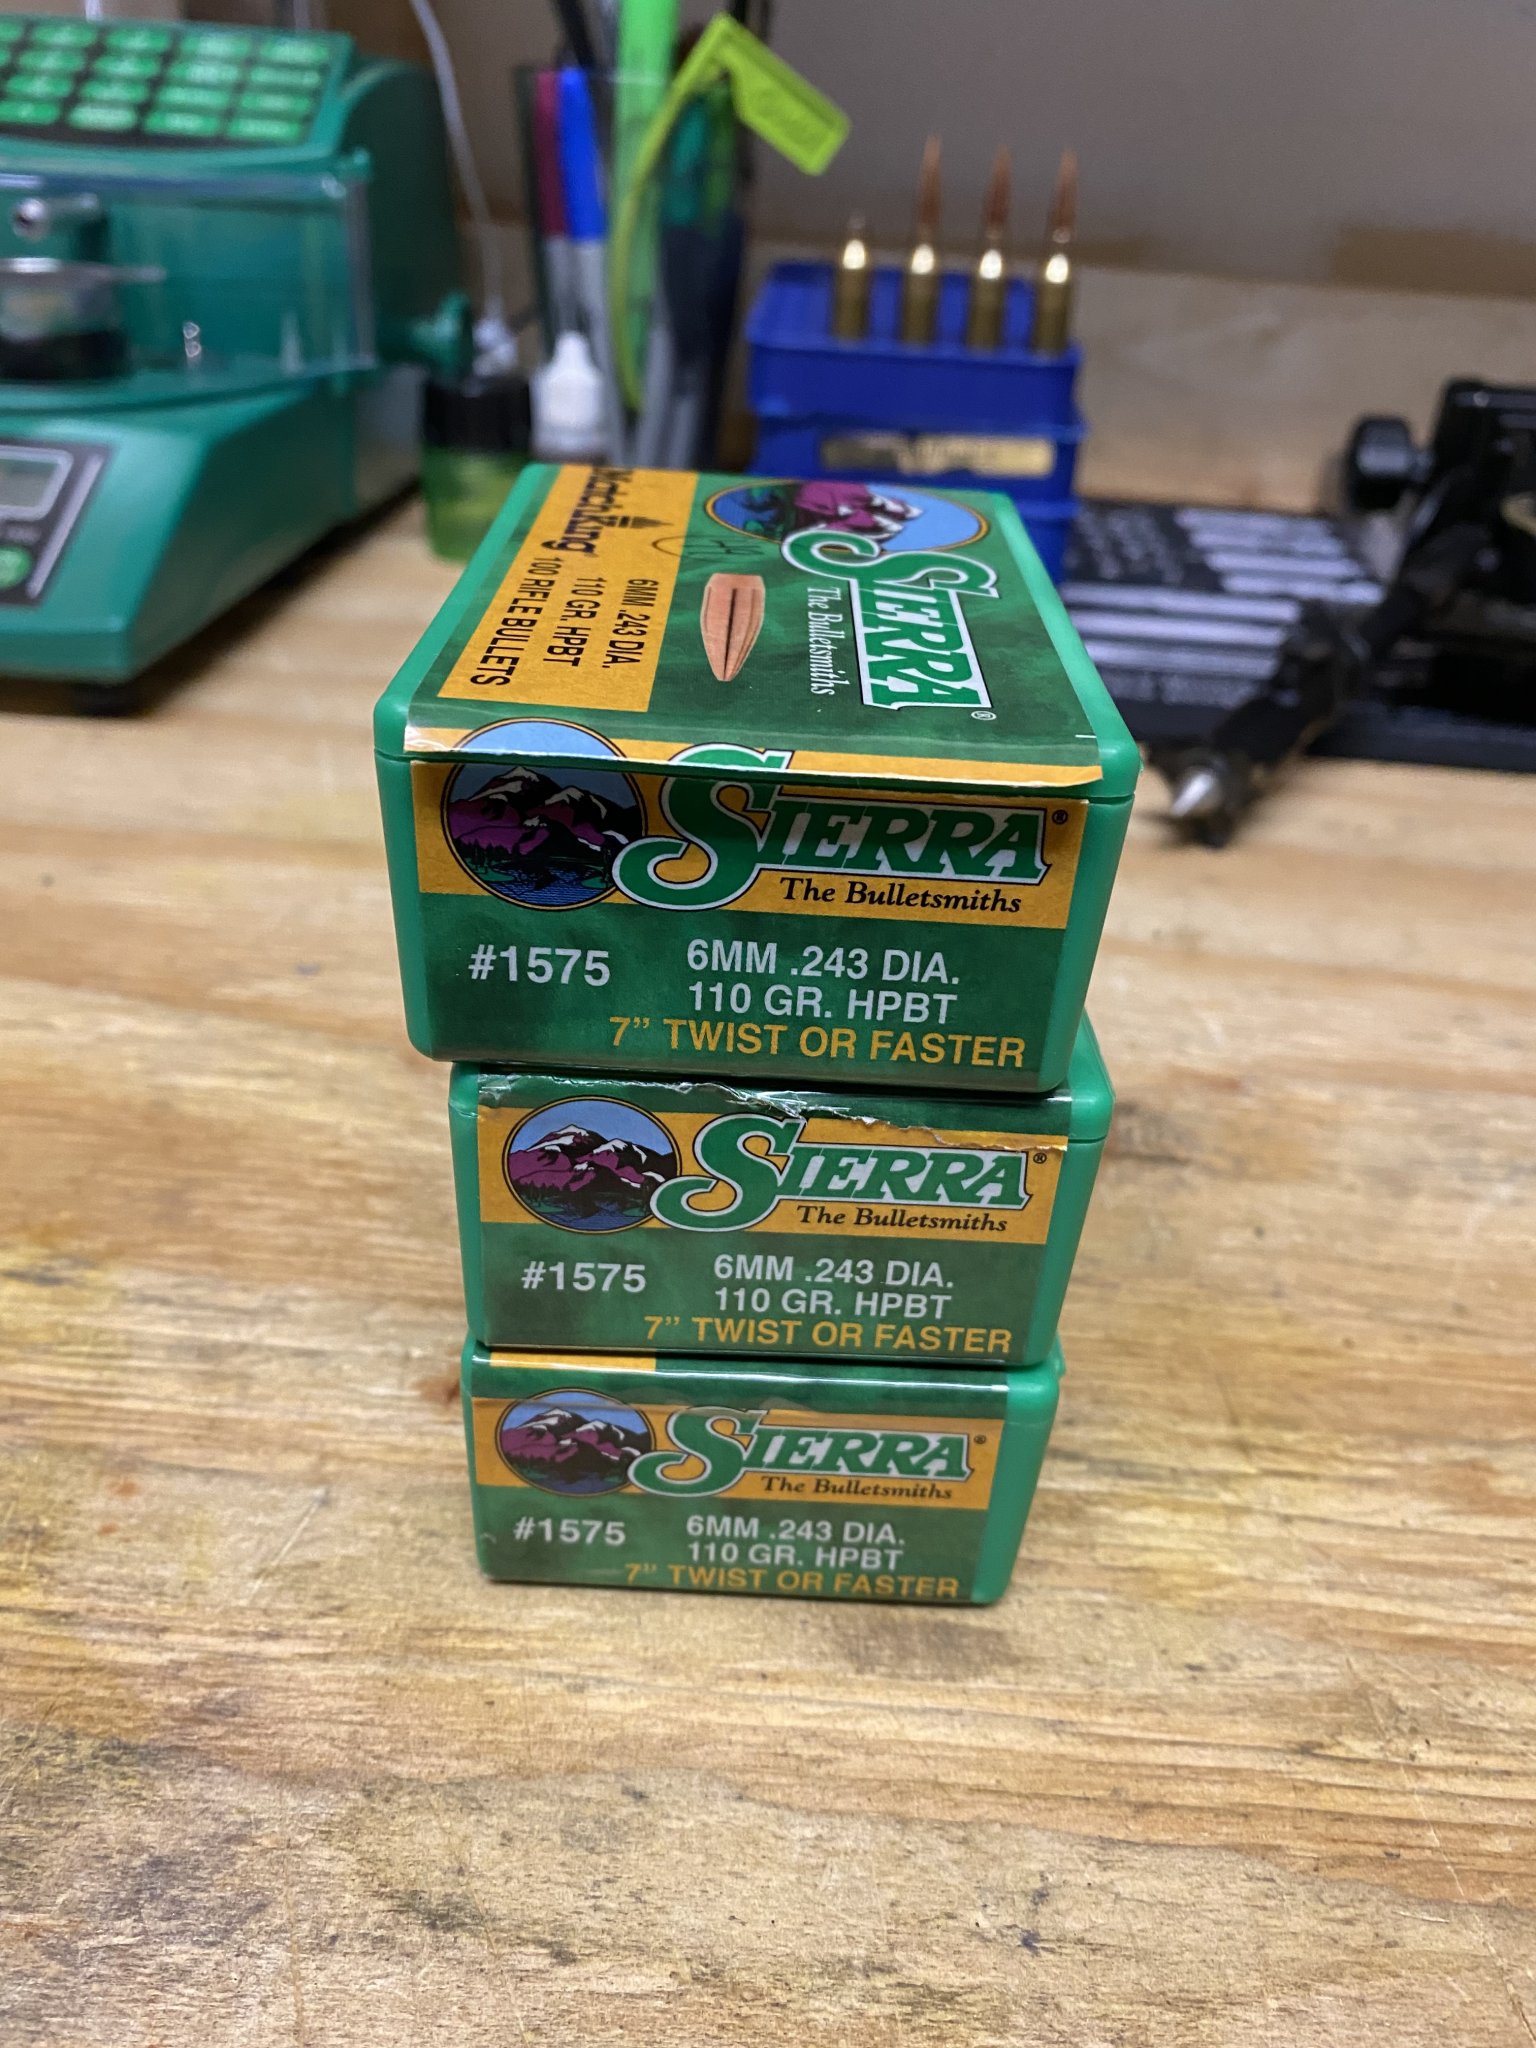 MatchKing
100 RIFLE BULLETS
6MM .243 DIA.
110 GR. HPBT
SIERRA®
The Bulletsmiths
SIERRA®
The Bulletsmiths
#1575
6MM .243 DIA.
110 GR. HPBT
7” TWIST OR FASTER
SIERRA®
The Bulletsmiths
#1575
6MM .243 DIA.
110 GR. HPBT
7” TWIST OR FASTER
SIERRA®
The Bulletsmiths
#1575
6MM .243 DIA.
110 GR. HPBT
7” TWIST OR FASTER